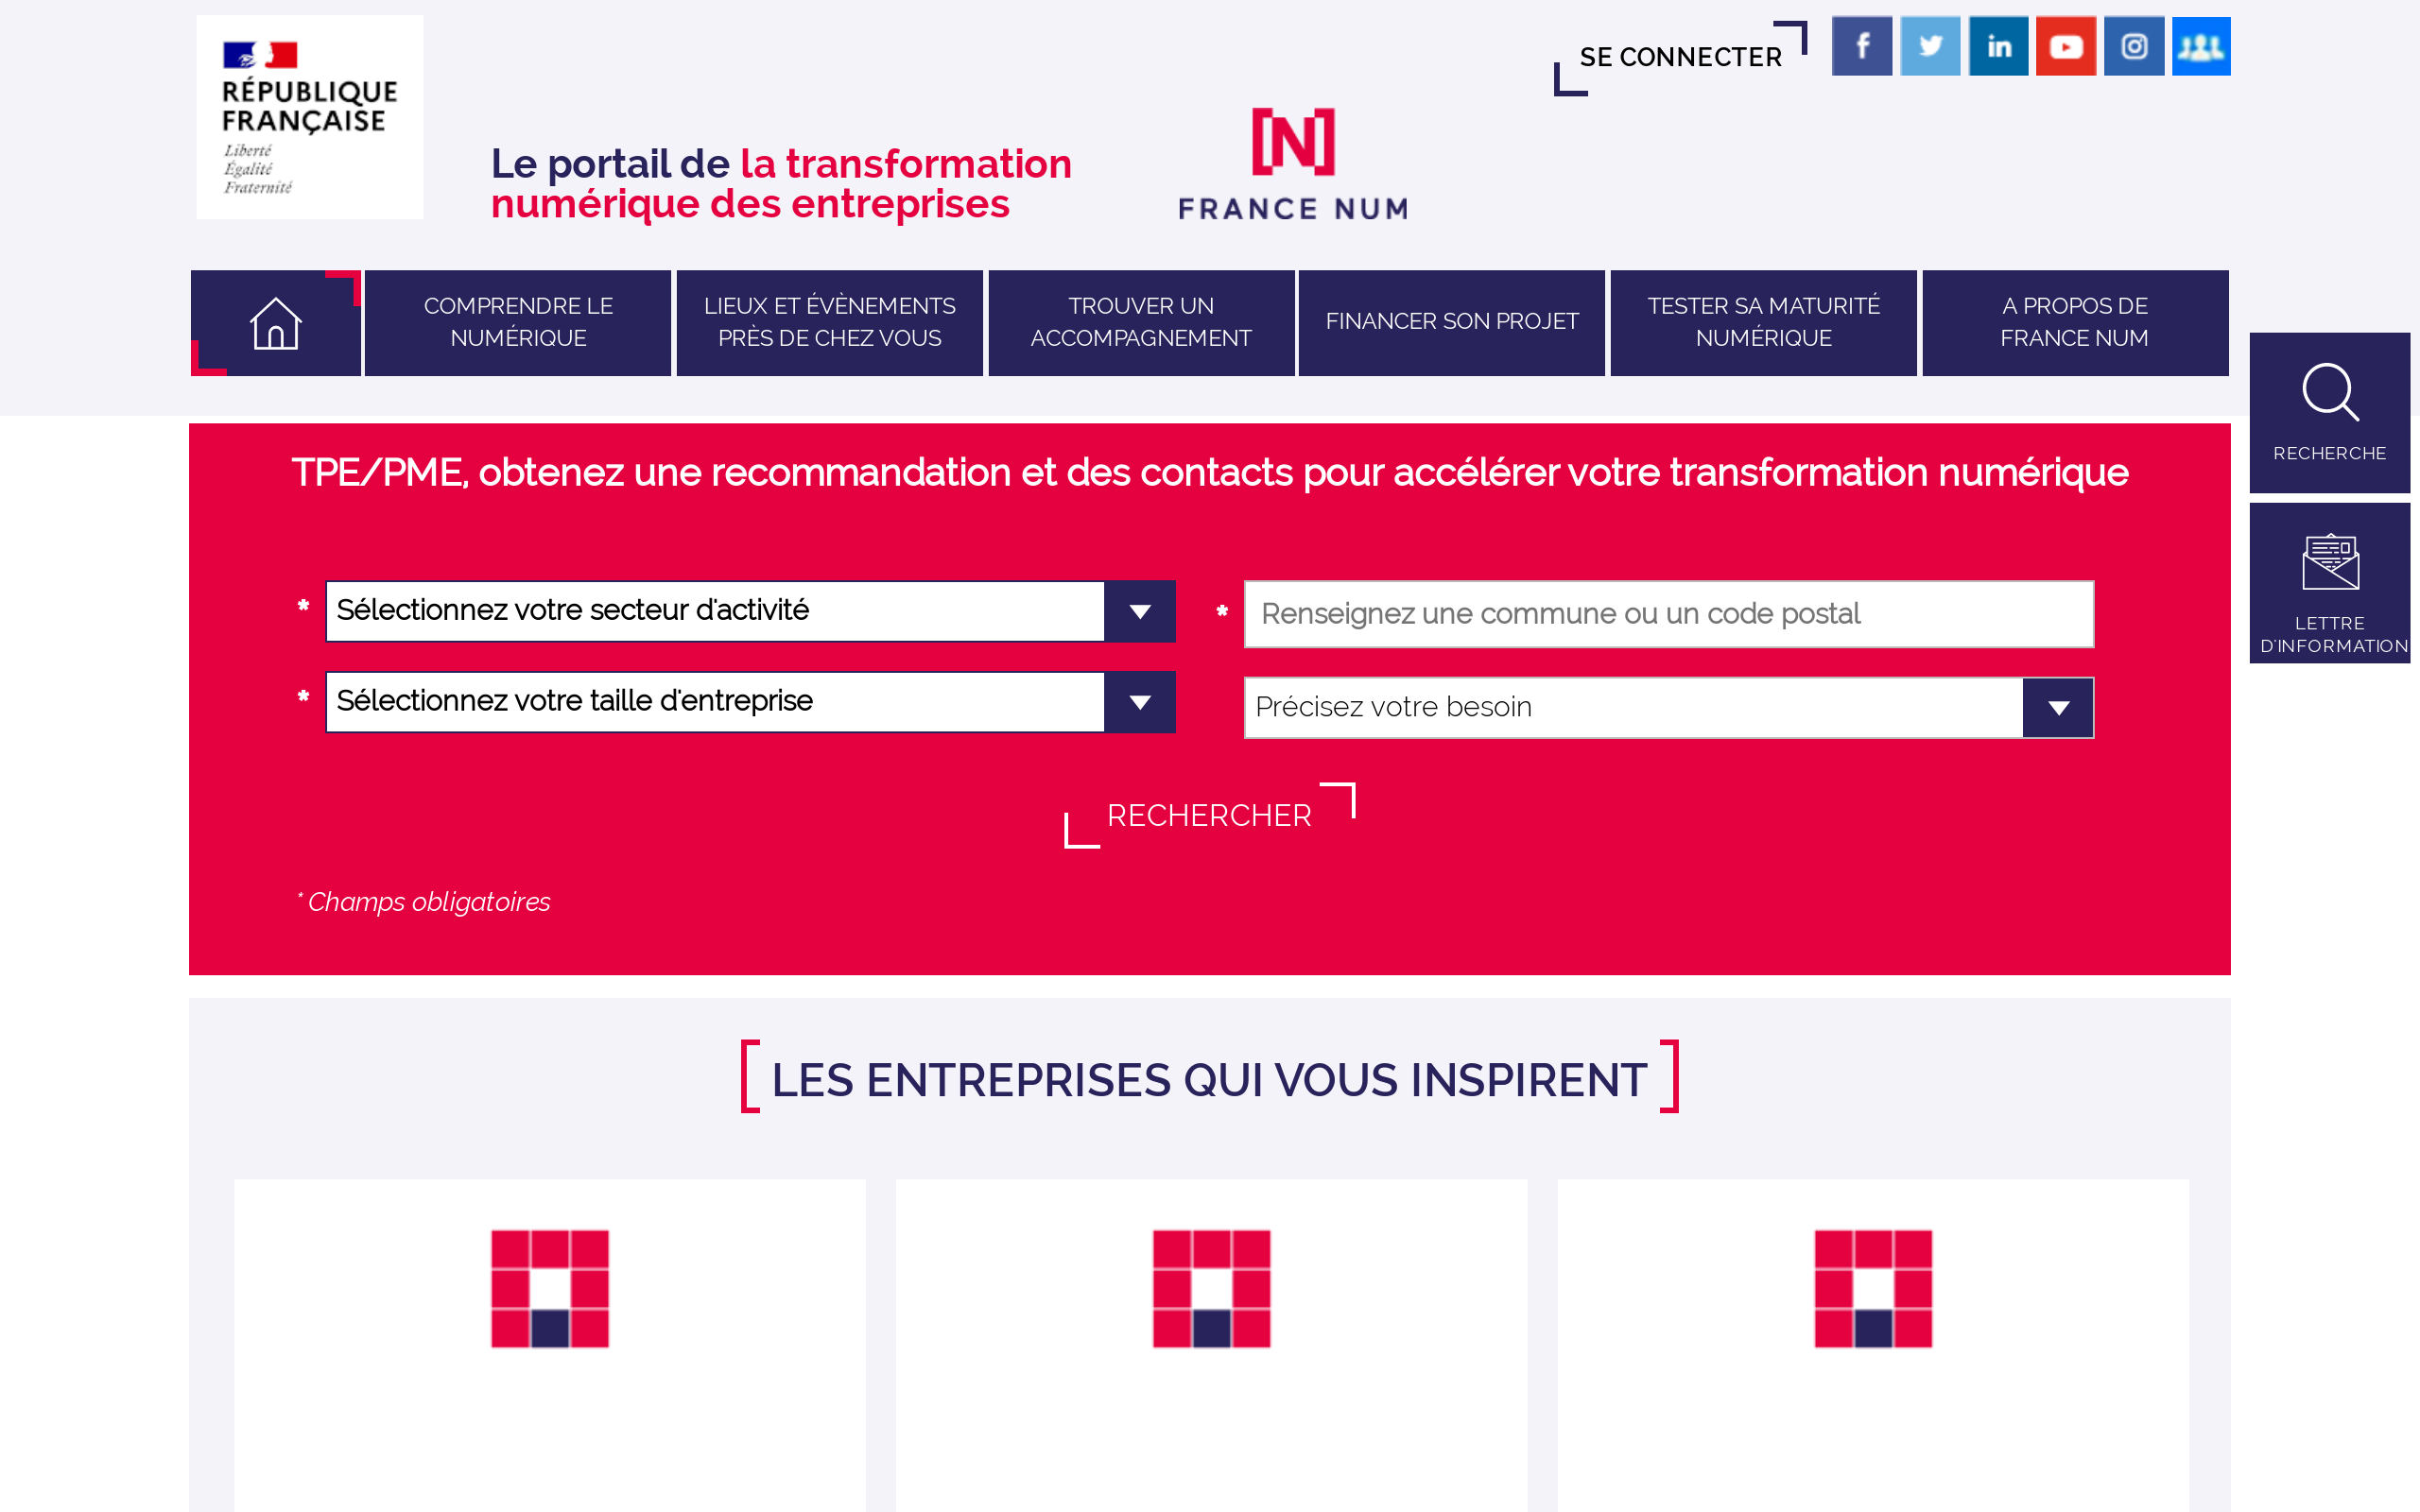 RÉPUBLIQUE
FRANÇAISE
Liberté
Égalité
Fraternité
Le portail de la transformation
numérique des entreprises
[N]
FRANCE NUM
SE CONNECTER
COMPRENDRE LE
NUMÉRIQUE
LIEUX ET ÉVÈNEMENTS
PRÈS DE CHEZ VOUS
TROUVER UN
ACCOMPAGNEMENT
FINANCER SON PROJET
TESTER SA MATURITÉ
NUMÉRIQUE
A PROPOS DE
FRANCE NUM
RECHERCHE
LETTRE
D'INFORMATION
TPE/PME, obtenez une recommandation et des contacts pour accélérer votre transformation numérique
* Sélectionnez votre secteur d'activité
* Renseignez une commune ou un code postal
* Sélectionnez votre taille d'entreprise
Précisez votre besoin
RECHERCHER
* Champs obligatoires
LES ENTREPRISES QUI VOUS INSPIRENT